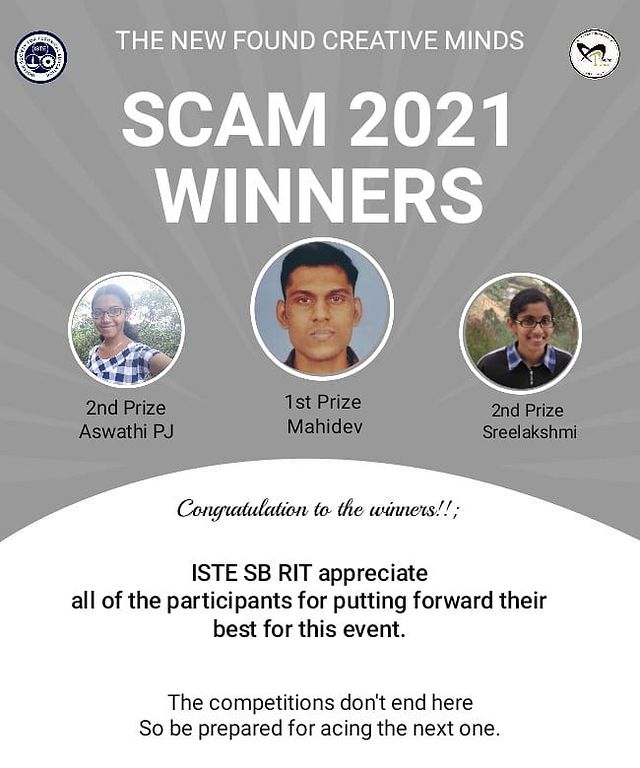 THE NEW FOUND CREATIVE MINDS
SCAM 2021
WINNERS
2nd Prize
Aswathi PJ
1st Prize
Mahidev
2nd Prize
Sreelakshmi
Congratulation to the winners!!;
ISTE SB RIT appreciate
all of the participants for putting forward their
best for this event.
The competitions don't end here
So be prepared for acing the next one.
ISTE